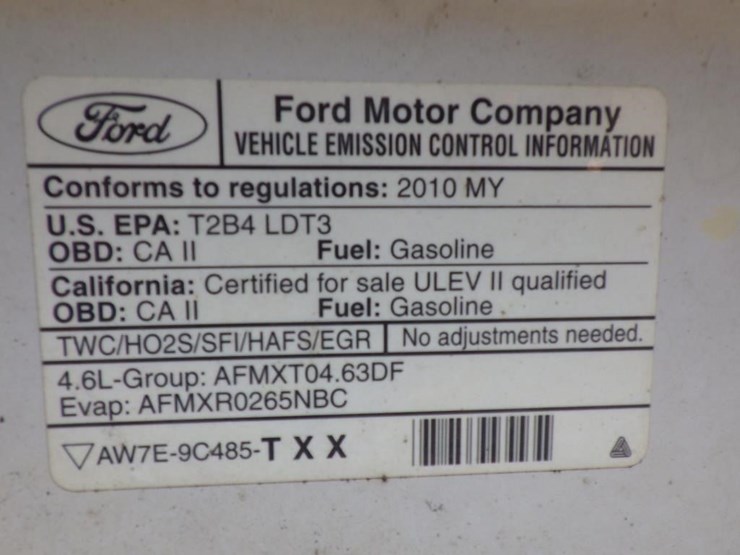 Ford
Ford Motor Company
VEHICLE EMISSION CONTROL INFORMATION
Conforms to regulations: 2010 MY
U.S. EPA: T2B4 LDT3
OBD: CA II Fuel: Gasoline
California: Certified for sale ULEV II qualified
OBD: CA II Fuel: Gasoline
TWC/HO2S/SFI/HAFS/EGR No adjustments needed.
4.6L-Group: AFMXT04.63DF
Evap: AFMXR0265NBC
AW7E-9C485-T X X